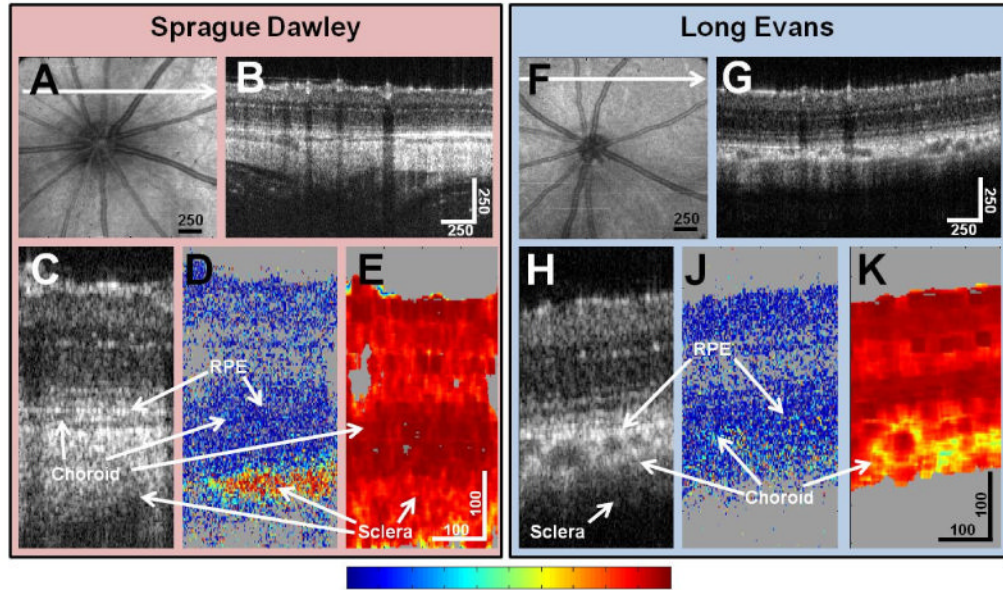 Sprague Dawley
A
B
250
250
250
C
D
E
RPE
Choroid
Sclera
100
100
Long Evans
F
G
250
250
250
H
J
K
RPE
Choroid
Sclera
100
100